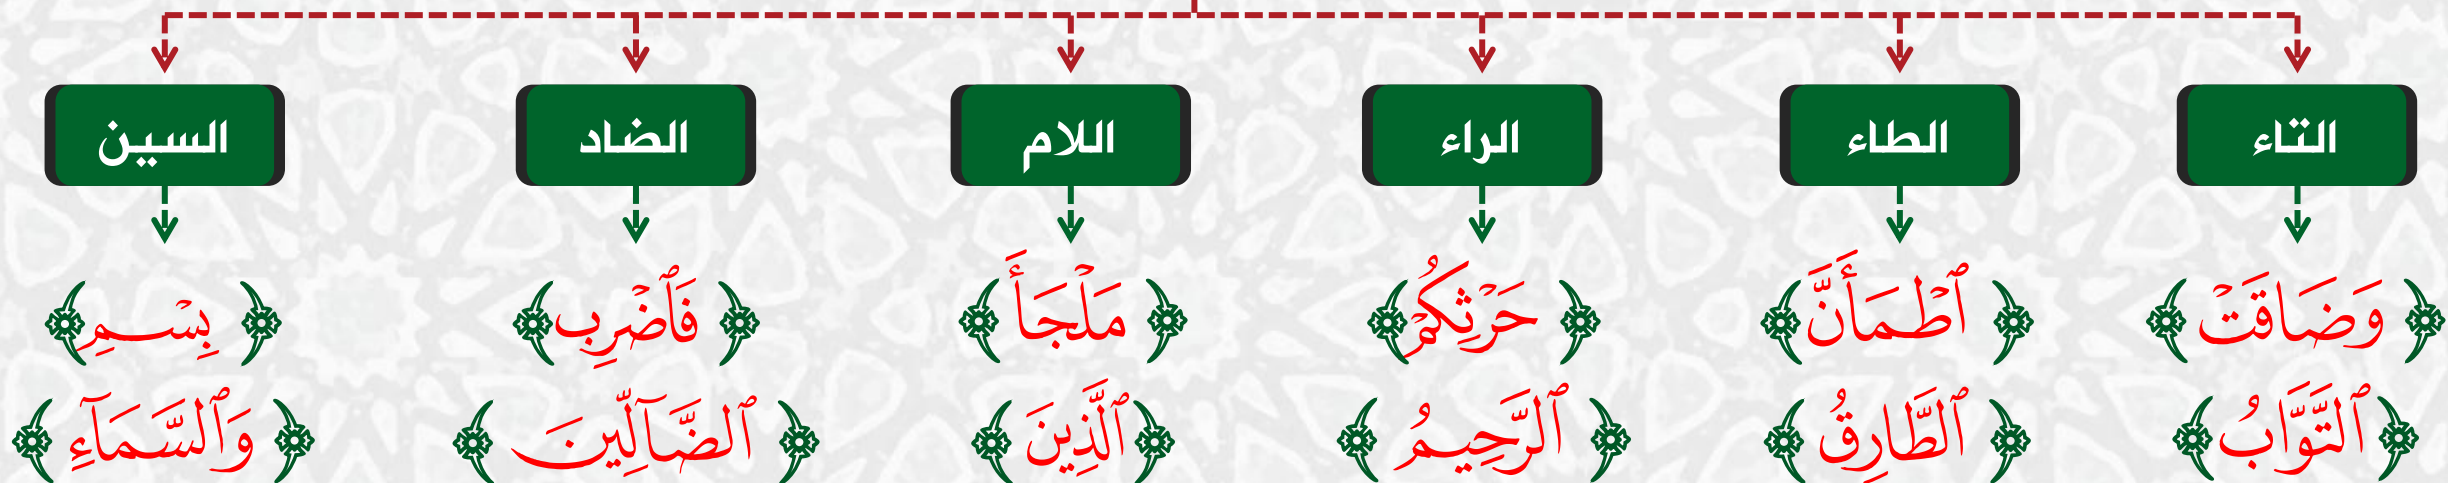 التاء الطاء الراء اللام الضاد السين
﴿وَضَاقَتْ﴾ ﴿ٱطْمَأَنَّ﴾ ﴿حَرْثِكُمْ﴾ ﴿مَلْجَأَ﴾ ﴿فَٱضْرِب﴾ ﴿بِسْمِ﴾
﴿ٱلتَّوَّابُ﴾ ﴿ٱلطَّارِقُ﴾ ﴿ٱلرَّحِيمُ﴾ ﴿ٱلَّذِينَ﴾ ﴿ٱلضَّآلِّينَ﴾ ﴿وَٱلسَّمَآءِ﴾